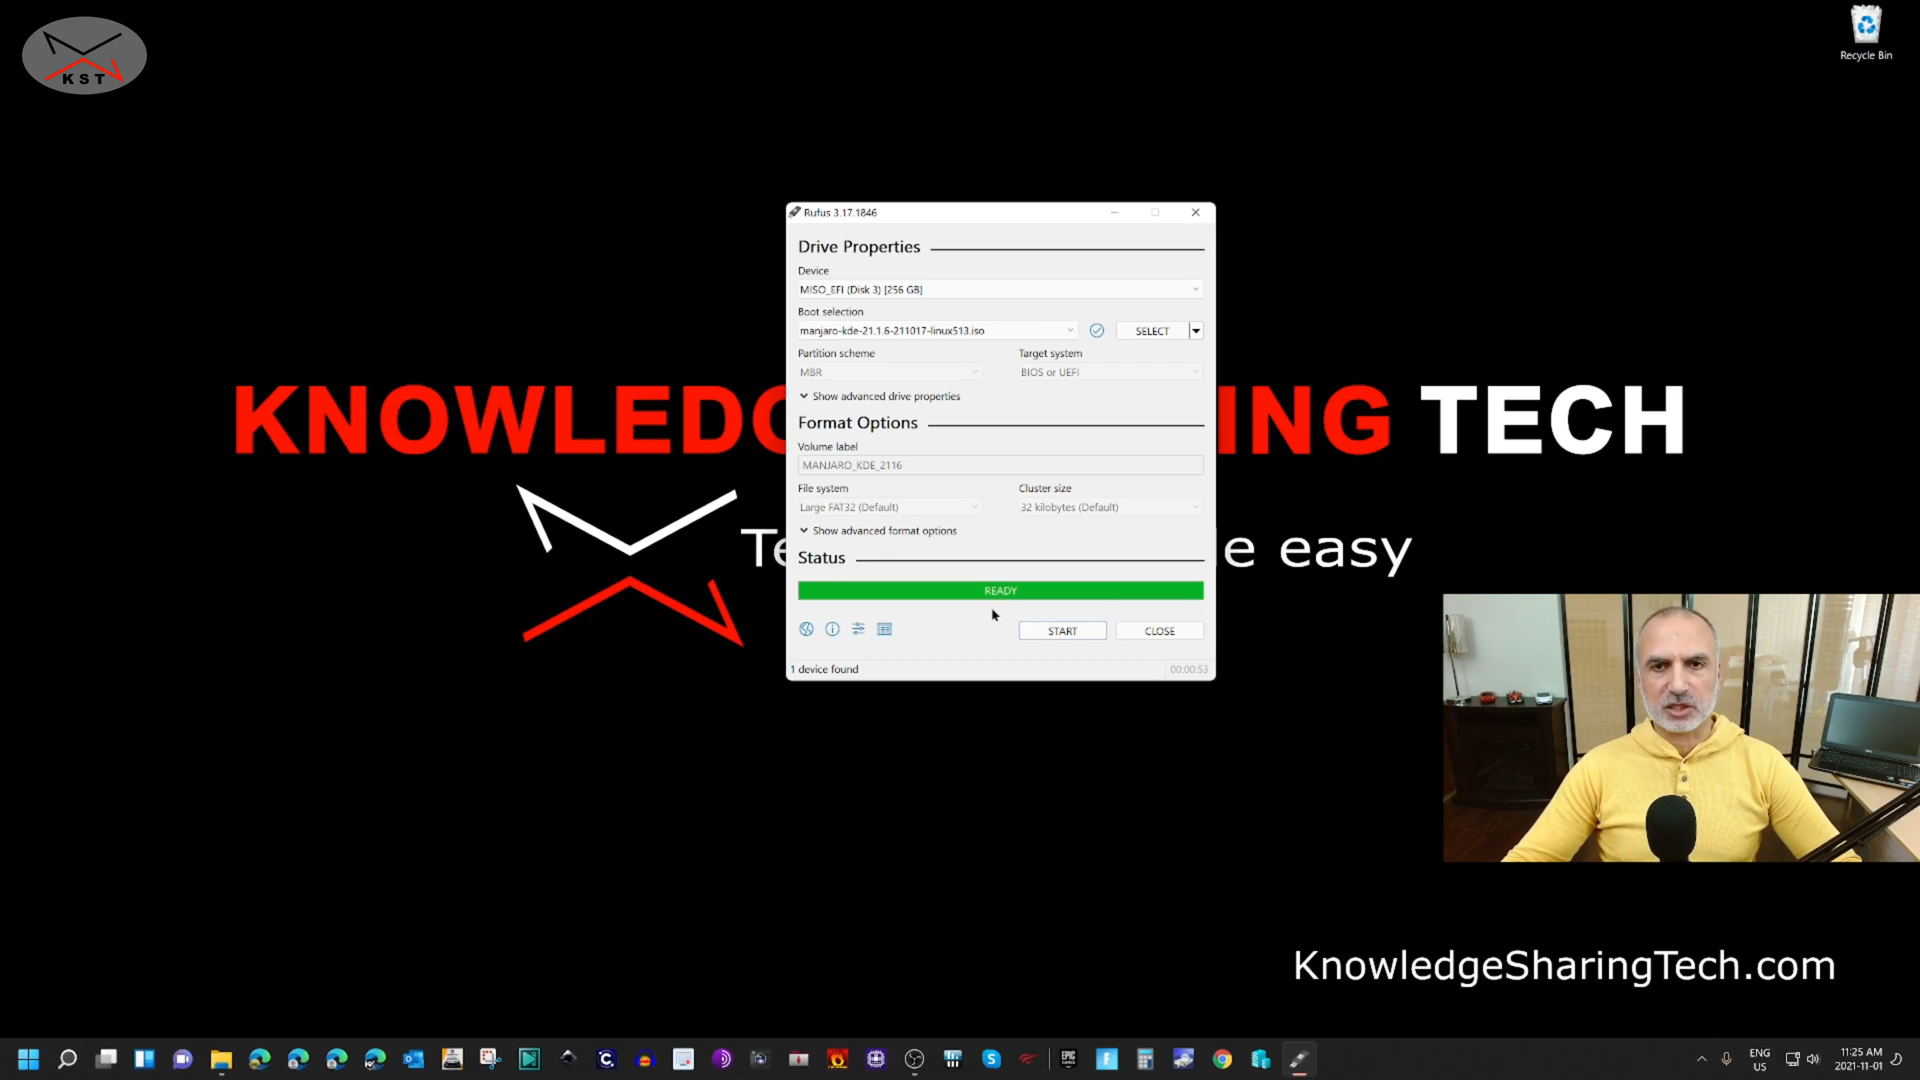 KST
Recycle Bin
Rufus 3.17.1846
Drive Properties
Device
MISO_EFI (Disk 3) [256 GB]
Boot selection
manjaro-kde-21.1.6-211017-linux513.iso
SELECT
Partition scheme
Target system
MBR
BIOS or UEFI
Show advanced drive properties
KNOWLEDG ING TECH
Format Options
Volume label
MANJARO_KDE_2116
File system
Cluster size
Large FAT32 (Default)
32 kilobytes (Default)
Show advanced format options
Te e easy
Status
READY
START
CLOSE
1 device found
00:00:53
KnowledgeSharingTech.com
EPIC
GAMES
ENG
US
11:25 AM
2021-11-01